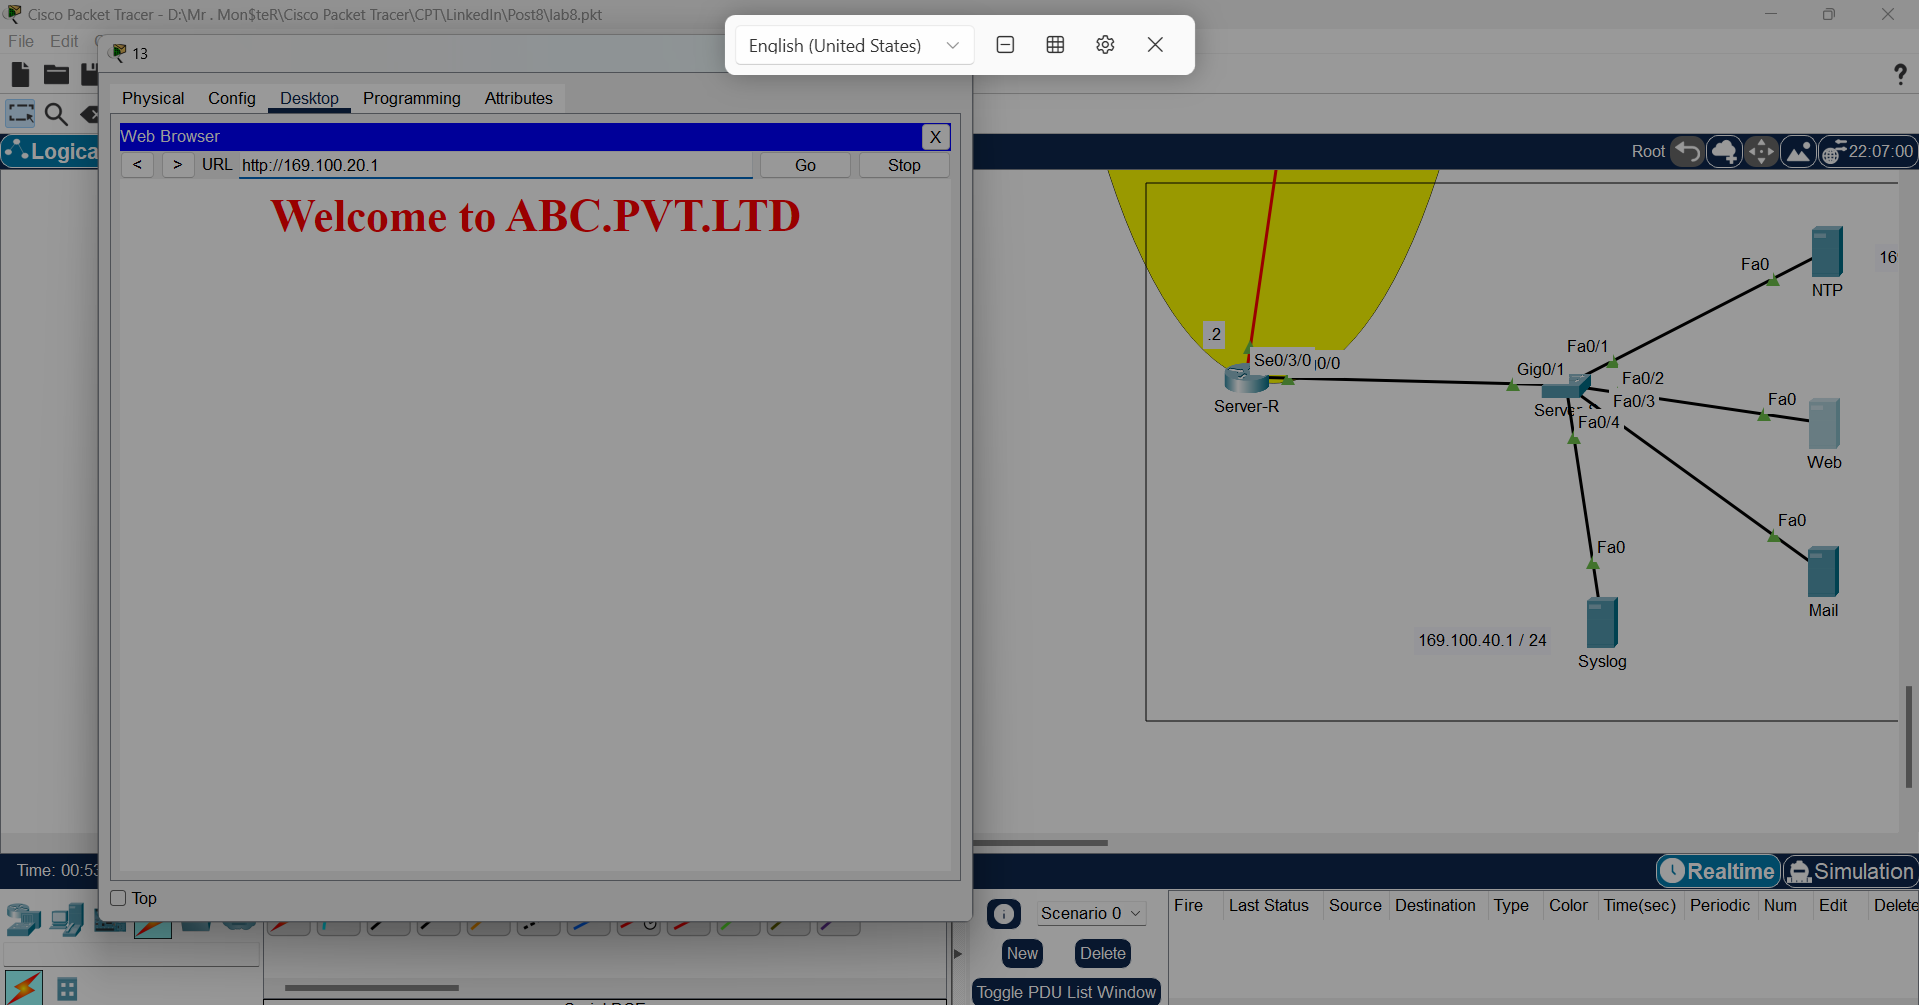 Cisco Packet Tracer - D:\Mr . Mon$teR\Cisco Packet Tracer\CPT\LinkedIn\Post8\lab8.pkt
English (United States)
File Edit
13
?
Physical Config Desktop Programming Attributes
Web Browser
X
< > URL http://169.100.20.1 Go Stop
Logica
Root
22:07:00
Welcome to ABC.PVT.LTD
Fa0
16
NTP
.2
Se0/3/0
0/0
Server-R
Fa0/1
Gig0/1
Fa0/2
Fa0/3
Fa0/4
Fa0
Web
Fa0
Mail
Fa0
169.100.40.1 / 24
Syslog
Time: 00:53
Realtime
Simulation
Top
Scenario 0
Fire Last Status Source Destination Type Color Time(sec) Periodic Num Edit Delete
New Delete
Toggle PDU List Window